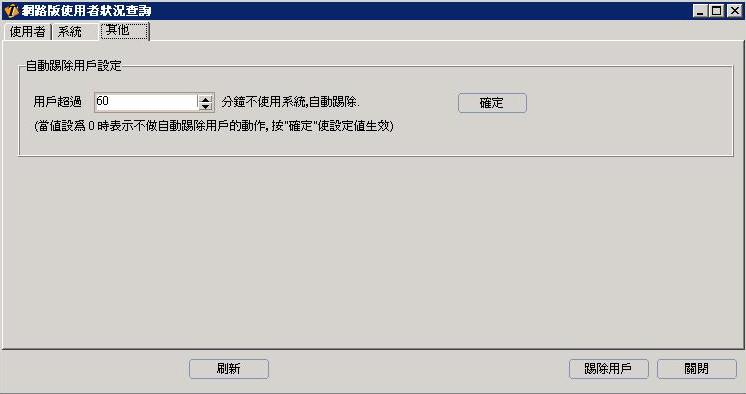 網路版使用者狀況查詢
使用者 系統 其他
自動踢除用戶設定
用戶超過 60 分鐘不使用系統,自動踢除. 確定
(當值設爲 0 時表示不做自動踢除用戶的動作, 按"確定"使設定值生效)
刷新 踢除用戶 關閉